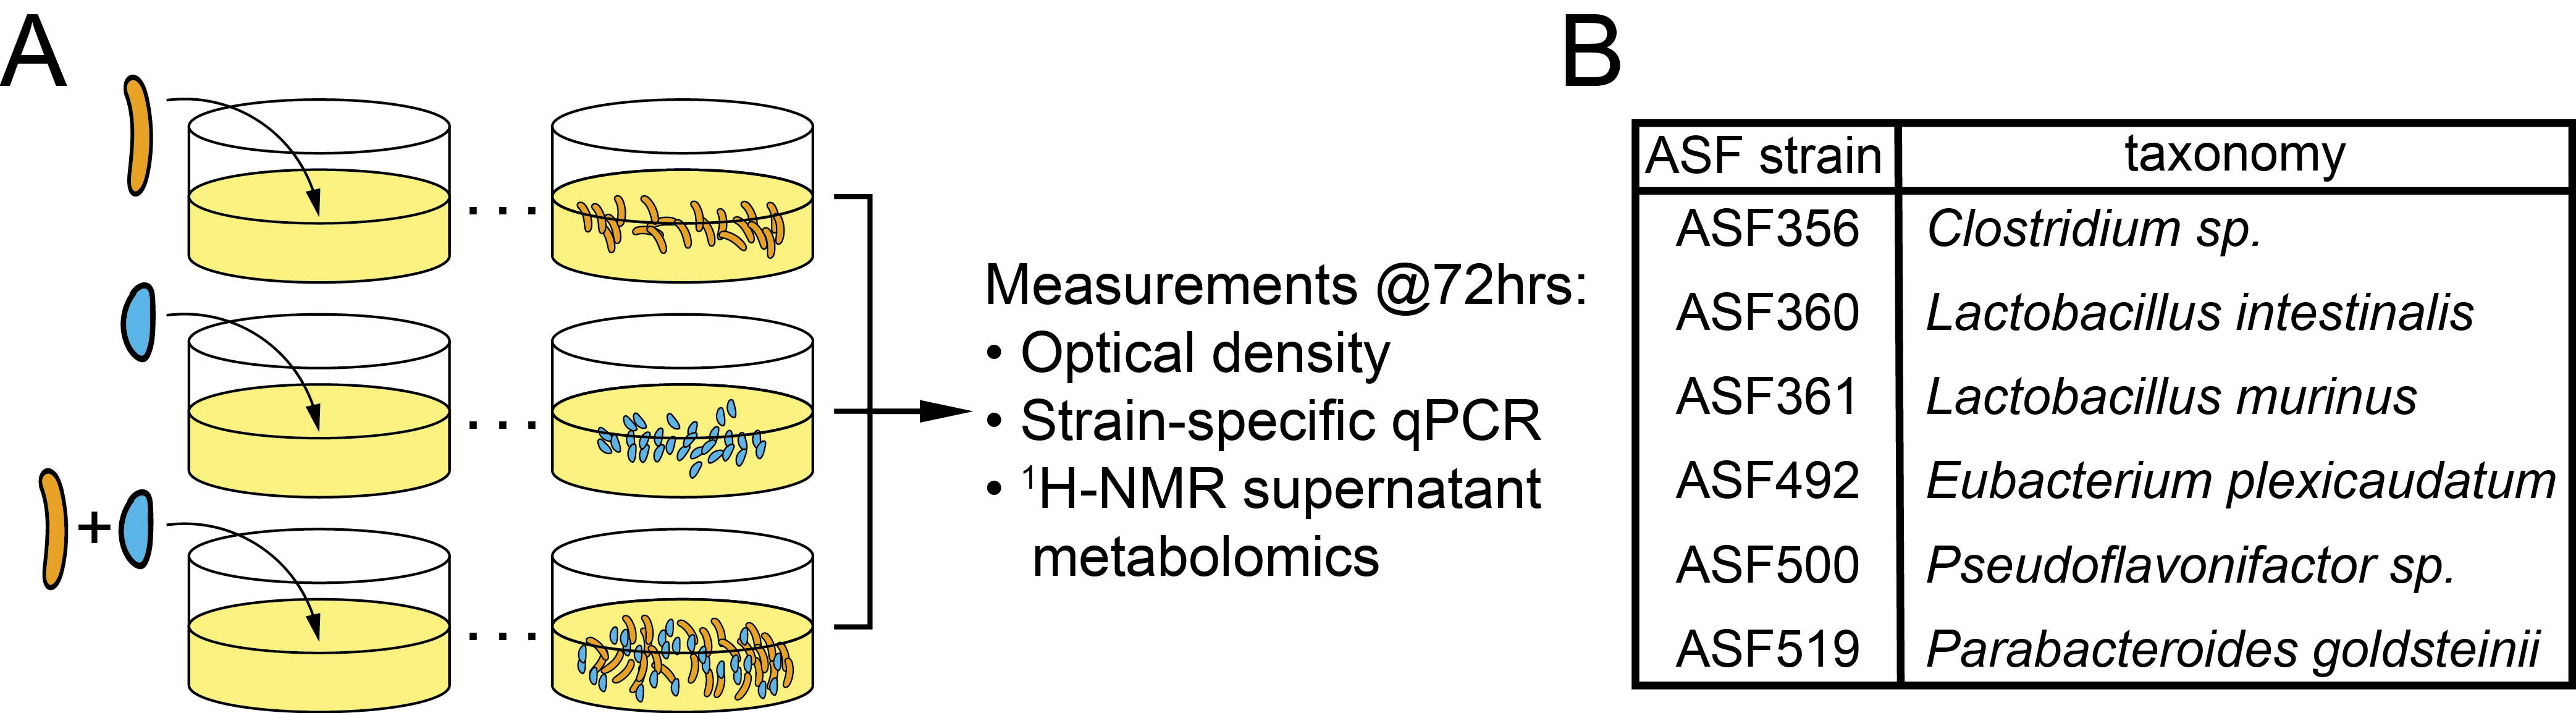 A
+
. . .
. . .
. . .
Measurements @72hrs:
• Optical density
• Strain-specific qPCR
• ¹H-NMR supernatant
metabolomics
B
ASF strain taxonomy
ASF356 Clostridium sp.
ASF360 Lactobacillus intestinalis
ASF361 Lactobacillus murinus
ASF492 Eubacterium plexicaudatum
ASF500 Pseudoflavonifactor sp.
ASF519 Parabacteroides goldsteinii